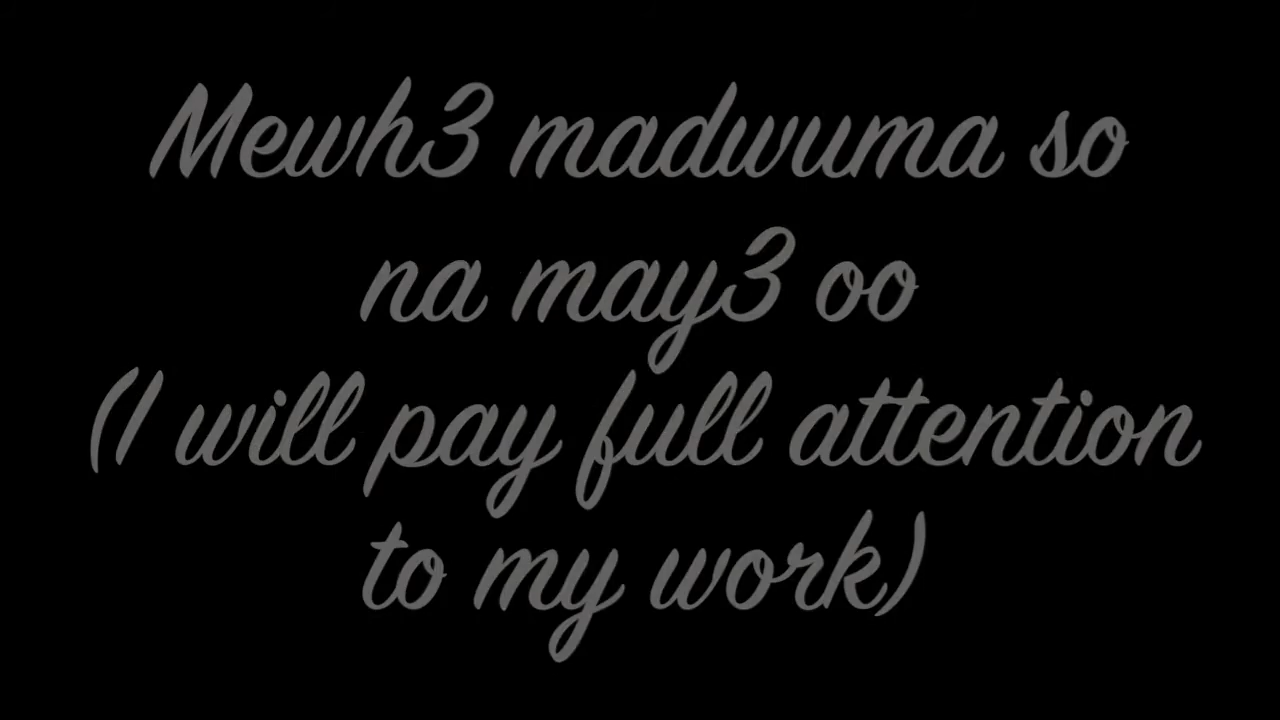 Mewh3 madwuma so
na may3 oo
(I will pay full attention
to my work)